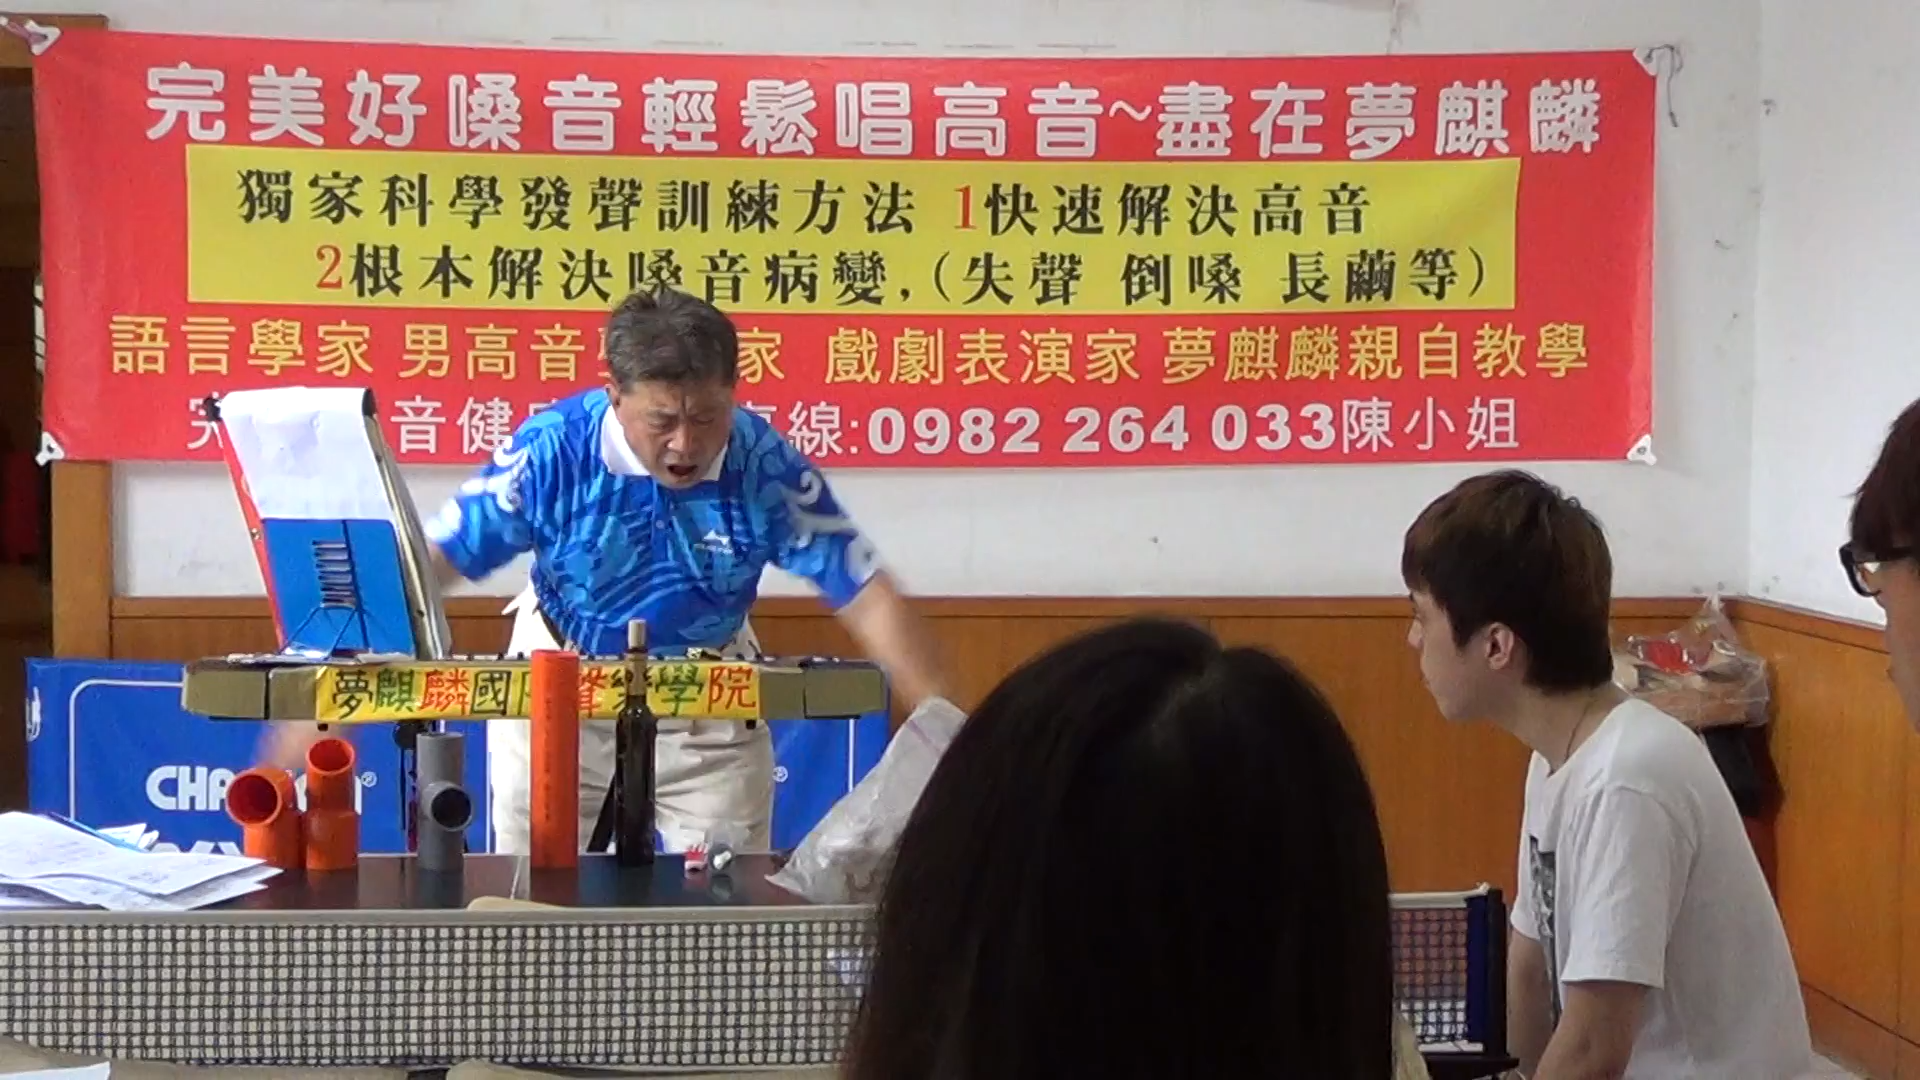 完美好嗓音輕鬆唱高音~盡在夢麒麟
獨家科學發聲訓練方法 1快速解決高音
2根本解決嗓音病變,(失聲 倒嗓 長繭等)
語言學家 男高音 家 戲劇表演家 夢麒麟親自教學
音健 線:0982 264 033陳小姐
夢麒麟國 聲樂學院